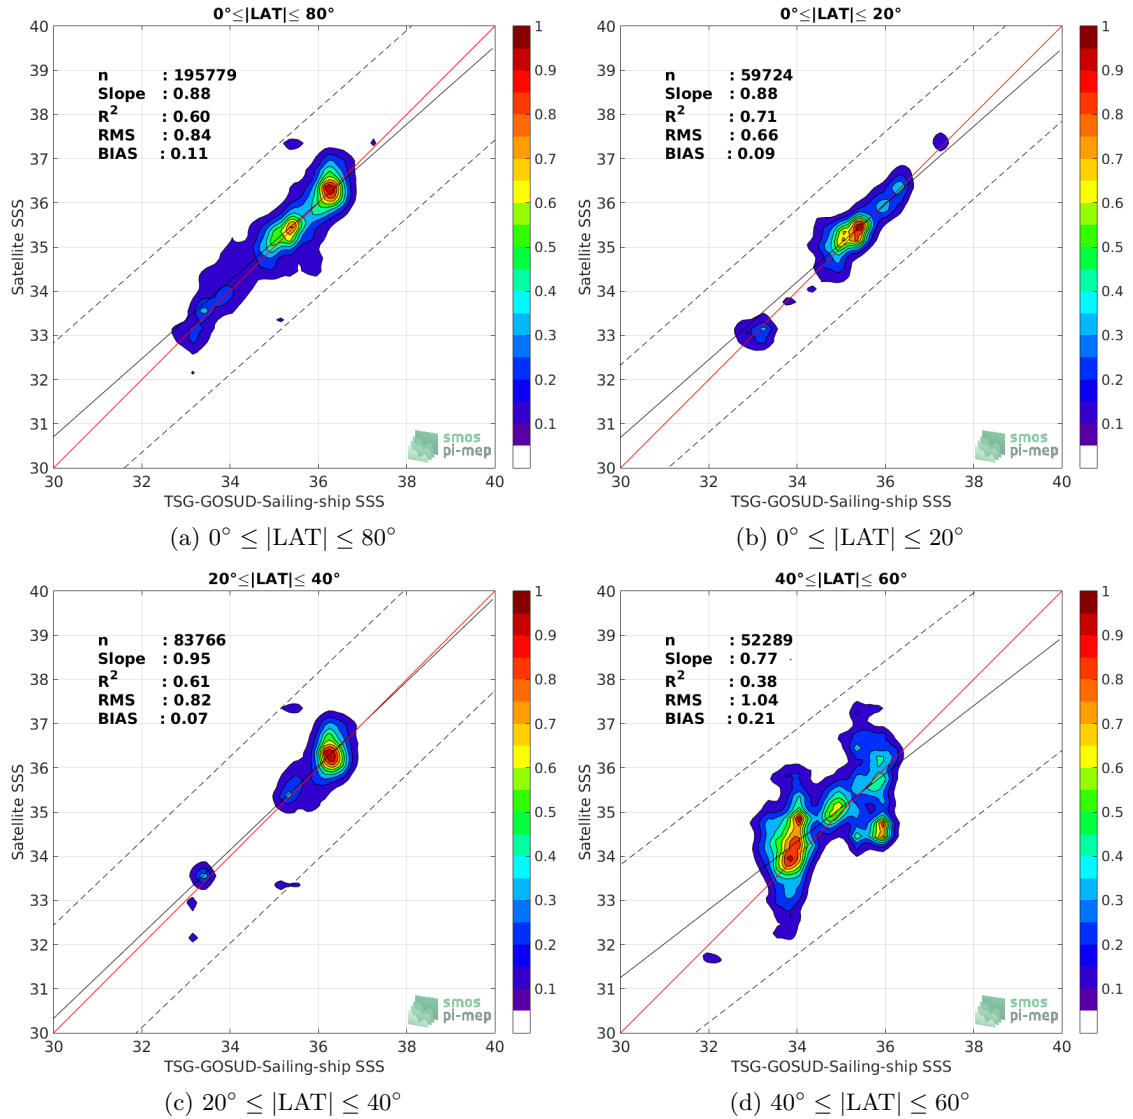 0°≤|LAT|≤ 80°
n : 195779
Slope : 0.88
R2 : 0.60
RMS : 0.84
BIAS : 0.11
40
39
38
37
36
35
34
33
32
31
30
Satellite SSS
30 32 34 36 38 40
TSG-GOSUD-Sailing-ship SSS
smos
pi-mep
1
0.9
0.8
0.7
0.6
0.5
0.4
0.3
0.2
0.1
(a) 0° ≤ |LAT| ≤ 80°
0°≤|LAT|≤ 20°
n : 59724
Slope : 0.88
R2 : 0.71
RMS : 0.66
BIAS : 0.09
40
39
38
37
36
35
34
33
32
31
30
Satellite SSS
30 32 34 36 38 40
TSG-GOSUD-Sailing-ship SSS
smos
pi-mep
1
0.9
0.8
0.7
0.6
0.5
0.4
0.3
0.2
0.1
(b) 0° ≤ |LAT| ≤ 20°
20°≤|LAT|≤ 40°
n : 83766
Slope : 0.95
R2 : 0.61
RMS : 0.82
BIAS : 0.07
40
39
38
37
36
35
34
33
32
31
30
Satellite SSS
30 32 34 36 38 40
TSG-GOSUD-Sailing-ship SSS
smos
pi-mep
1
0.9
0.8
0.7
0.6
0.5
0.4
0.3
0.2
0.1
(c) 20° ≤ |LAT| ≤ 40°
40°≤|LAT|≤ 60°
n : 52289
Slope : 0.77
R2 : 0.38
RMS : 1.04
BIAS : 0.21
40
39
38
37
36
35
34
33
32
31
30
Satellite SSS
30 32 34 36 38 40
TSG-GOSUD-Sailing-ship SSS
smos
pi-mep
1
0.9
0.8
0.7
0.6
0.5
0.4
0.3
0.2
0.1
(d) 40° ≤ |LAT| ≤ 60°